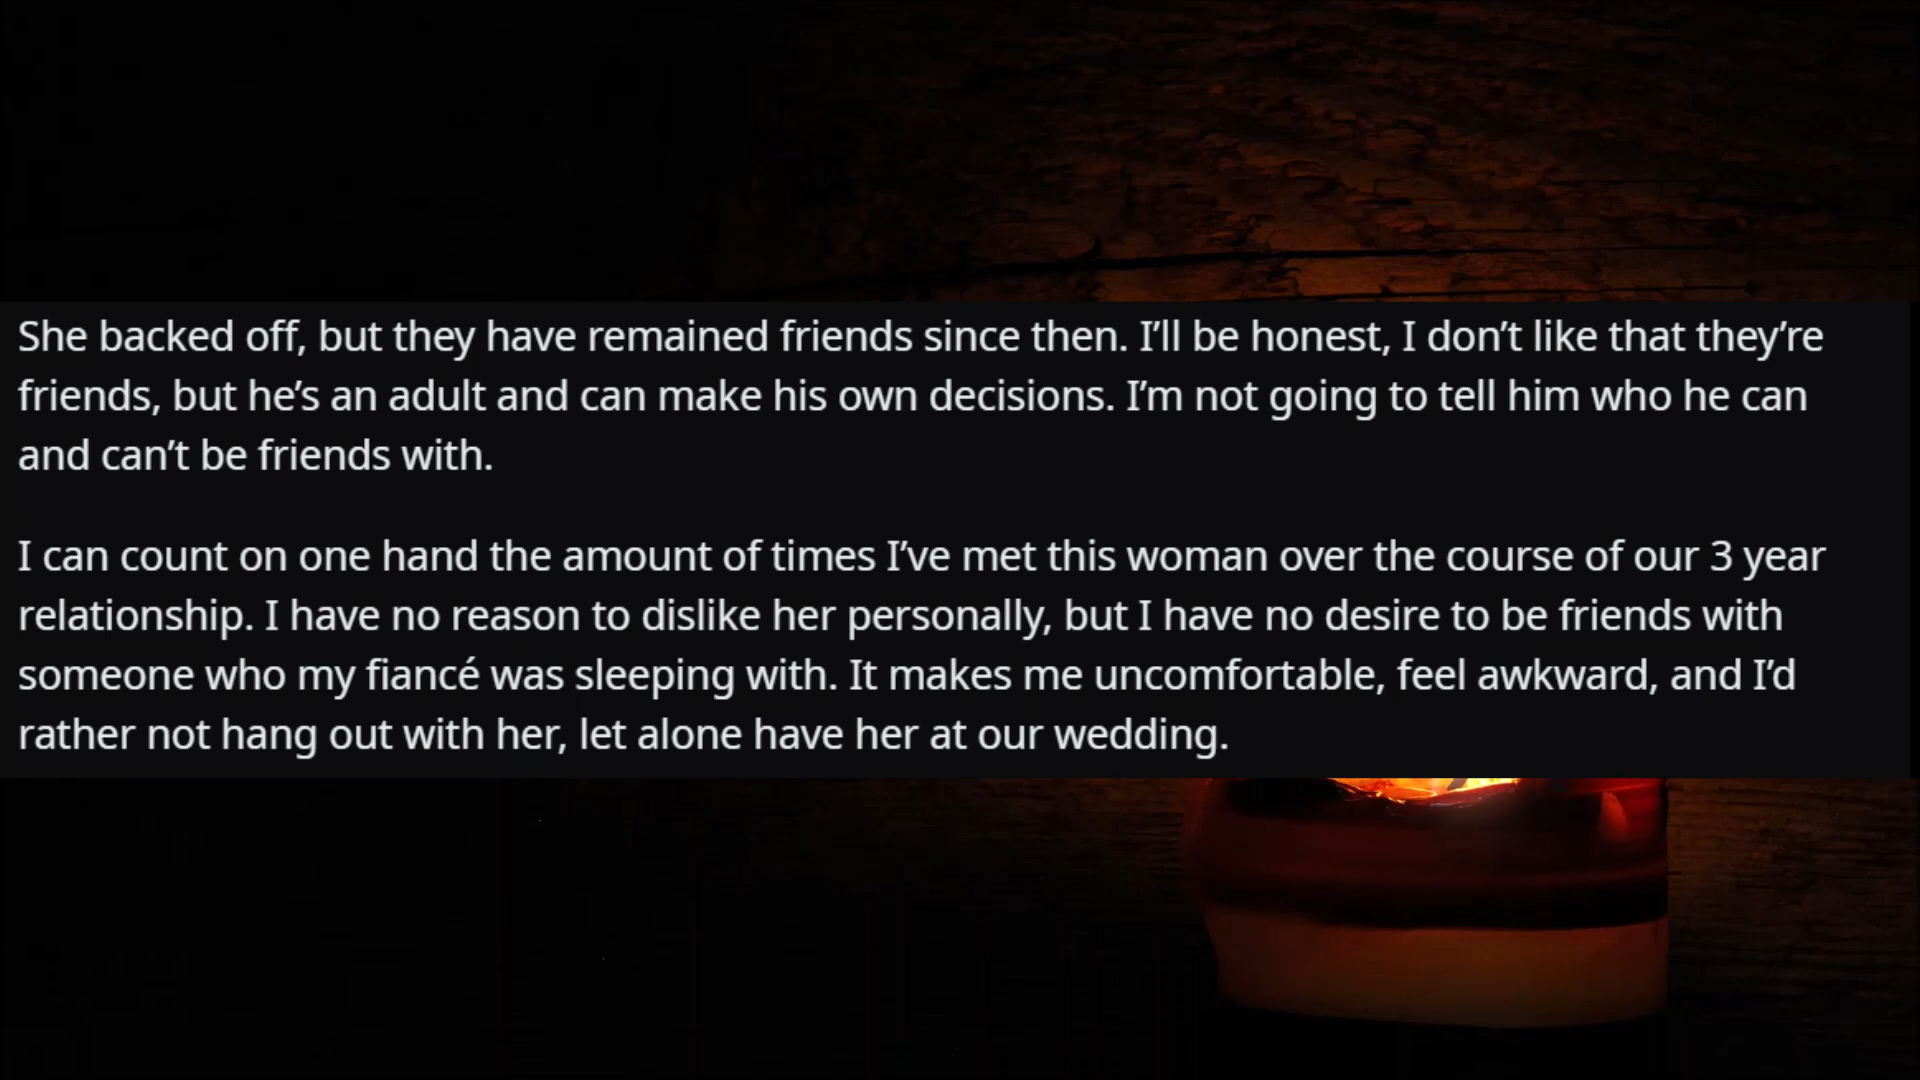 She backed off, but they have remained friends since then. I’ll be honest, I don’t like that they’re
friends, but he’s an adult and can make his own decisions. I’m not going to tell him who he can
and can’t be friends with.
I can count on one hand the amount of times I’ve met this woman over the course of our 3 year
relationship. I have no reason to dislike her personally, but I have no desire to be friends with
someone who my fiancé was sleeping with. It makes me uncomfortable, feel awkward, and I’d
rather not hang out with her, let alone have her at our wedding.